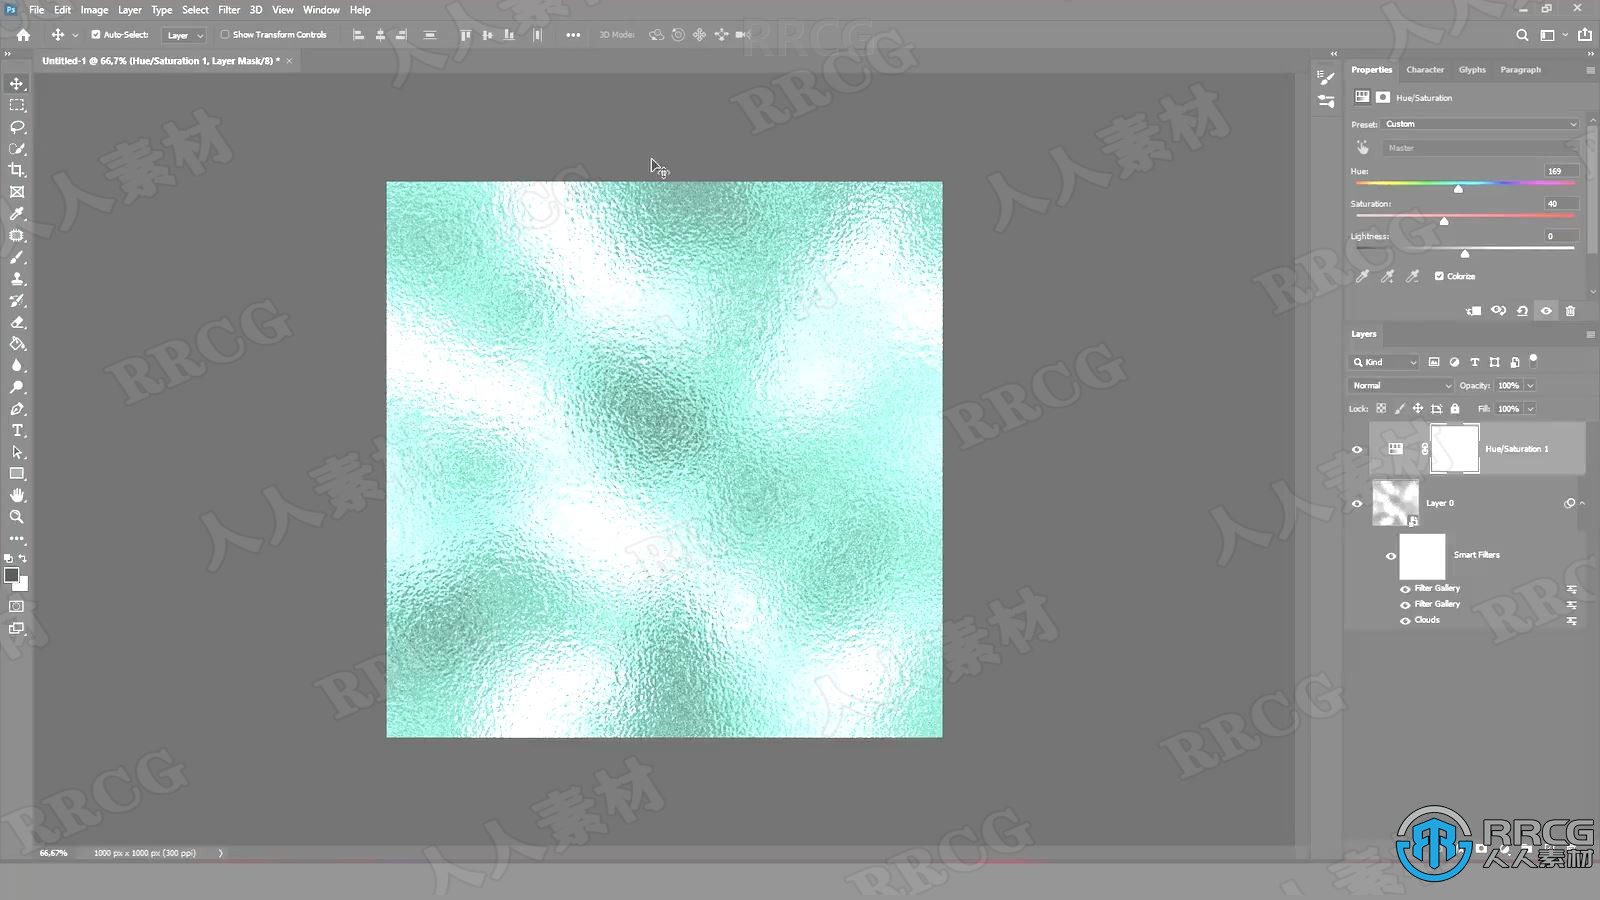 Ps File Edit Image Layer Type Select Filter 3D View Window Help
Auto-Select: Layer Show Transform Controls 3D Mode:
Untitled-1 @ 66,7% (Hue/Saturation 1, Layer Mask/8) * ×
Properties Character Glyphs Paragraph
Hue/Saturation
Preset: Custom
Master
Hue: 169
Saturation: 40
Lightness: 0
Colorize
Layers
Kind
Normal Opacity: 100%
Lock: Fill: 100%
Hue/Saturation 1
Layer 0
Smart Filters
Filter Gallery
Filter Gallery
Clouds
66,67% 1000 px x 1000 px (300 ppi)
RRCG
人人素材